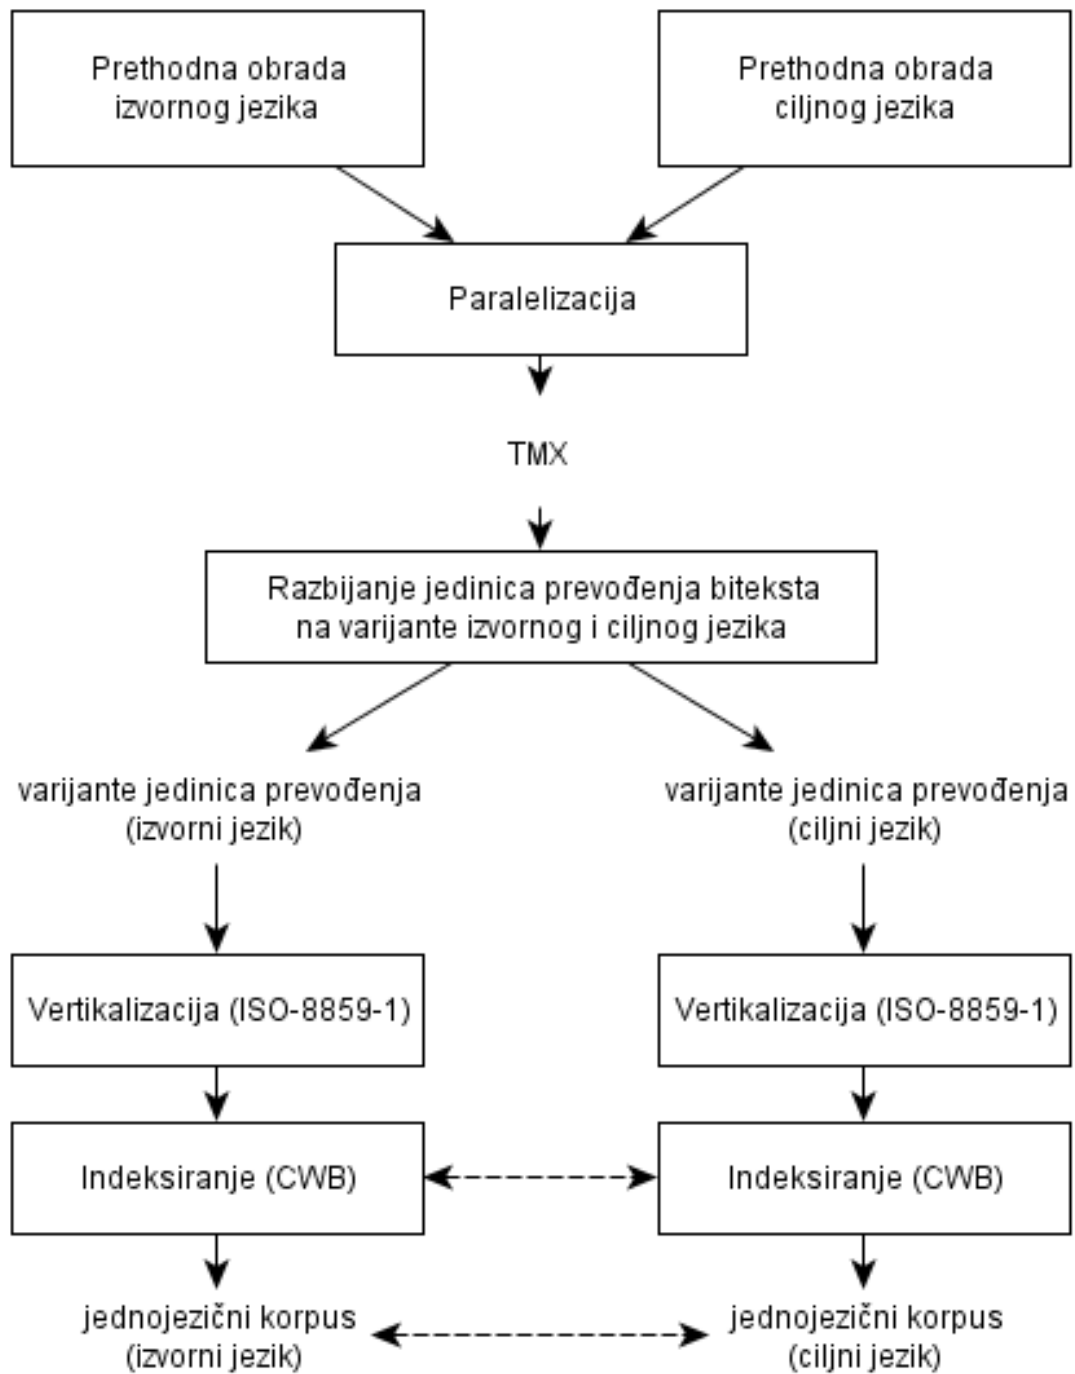 Prethodna obrada
izvornog jezika
Prethodna obrada
ciljnog jezika
Paralelizacija
TMX
Razbijanje jedinica prevođenja biteksta
na varijante izvornog i ciljnog jezika
varijante jedinica prevođenja
(izvorni jezik)
varijante jedinica prevođenja
(ciljni jezik)
Vertikalizacija (ISO-8859-1)
Vertikalizacija (ISO-8859-1)
Indeksiranje (CWB)
Indeksiranje (CWB)
jednojezični korpus
(izvorni jezik)
jednojezični korpus
(ciljni jezik)